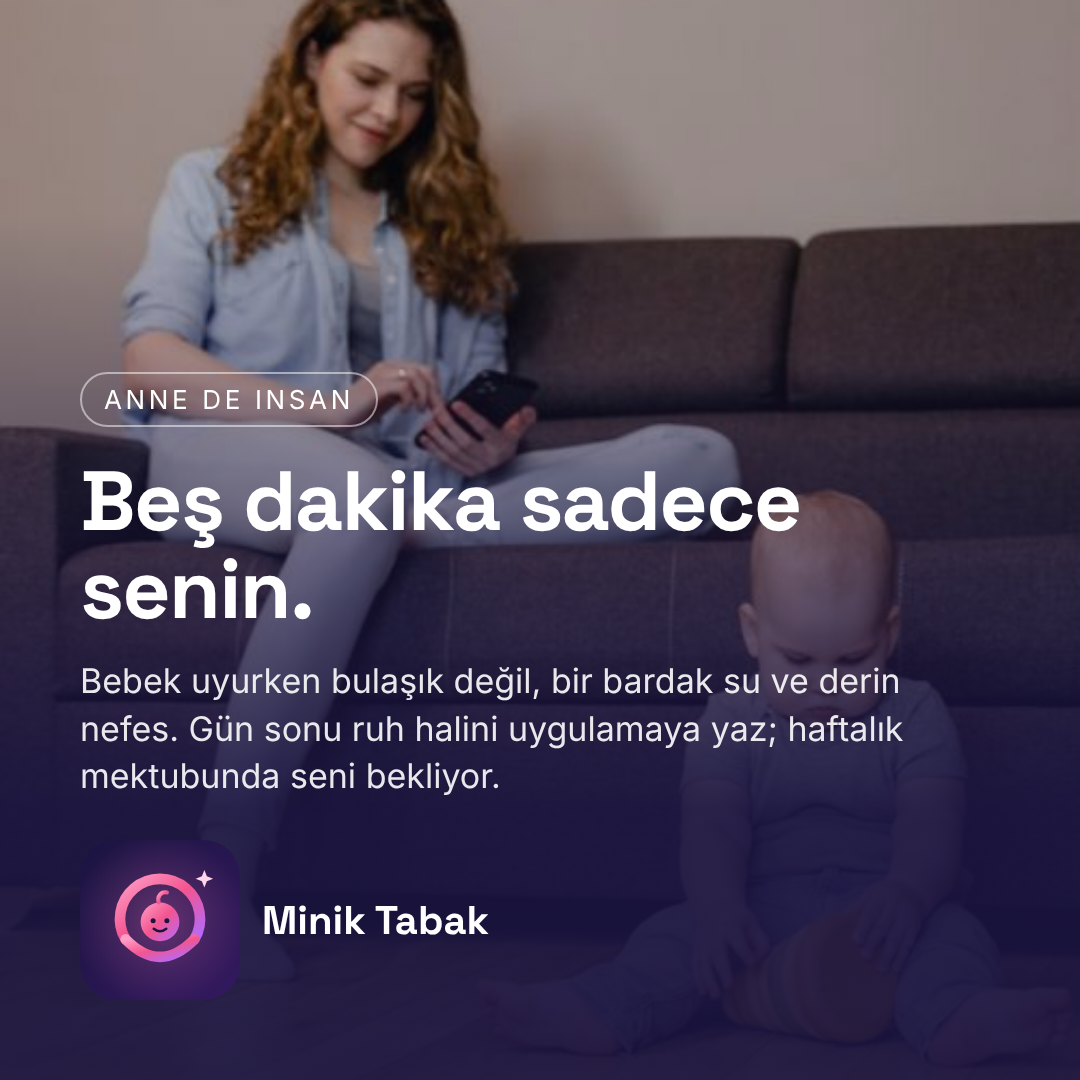 ANNE DE INSAN
Beş dakika sadece
senin.
Bebek uyurken bulaşık değil, bir bardak su ve derin
nefes. Gün sonu ruh halini uygulamaya yaz; haftalık
mektubunda seni bekliyor.
Minik Tabak